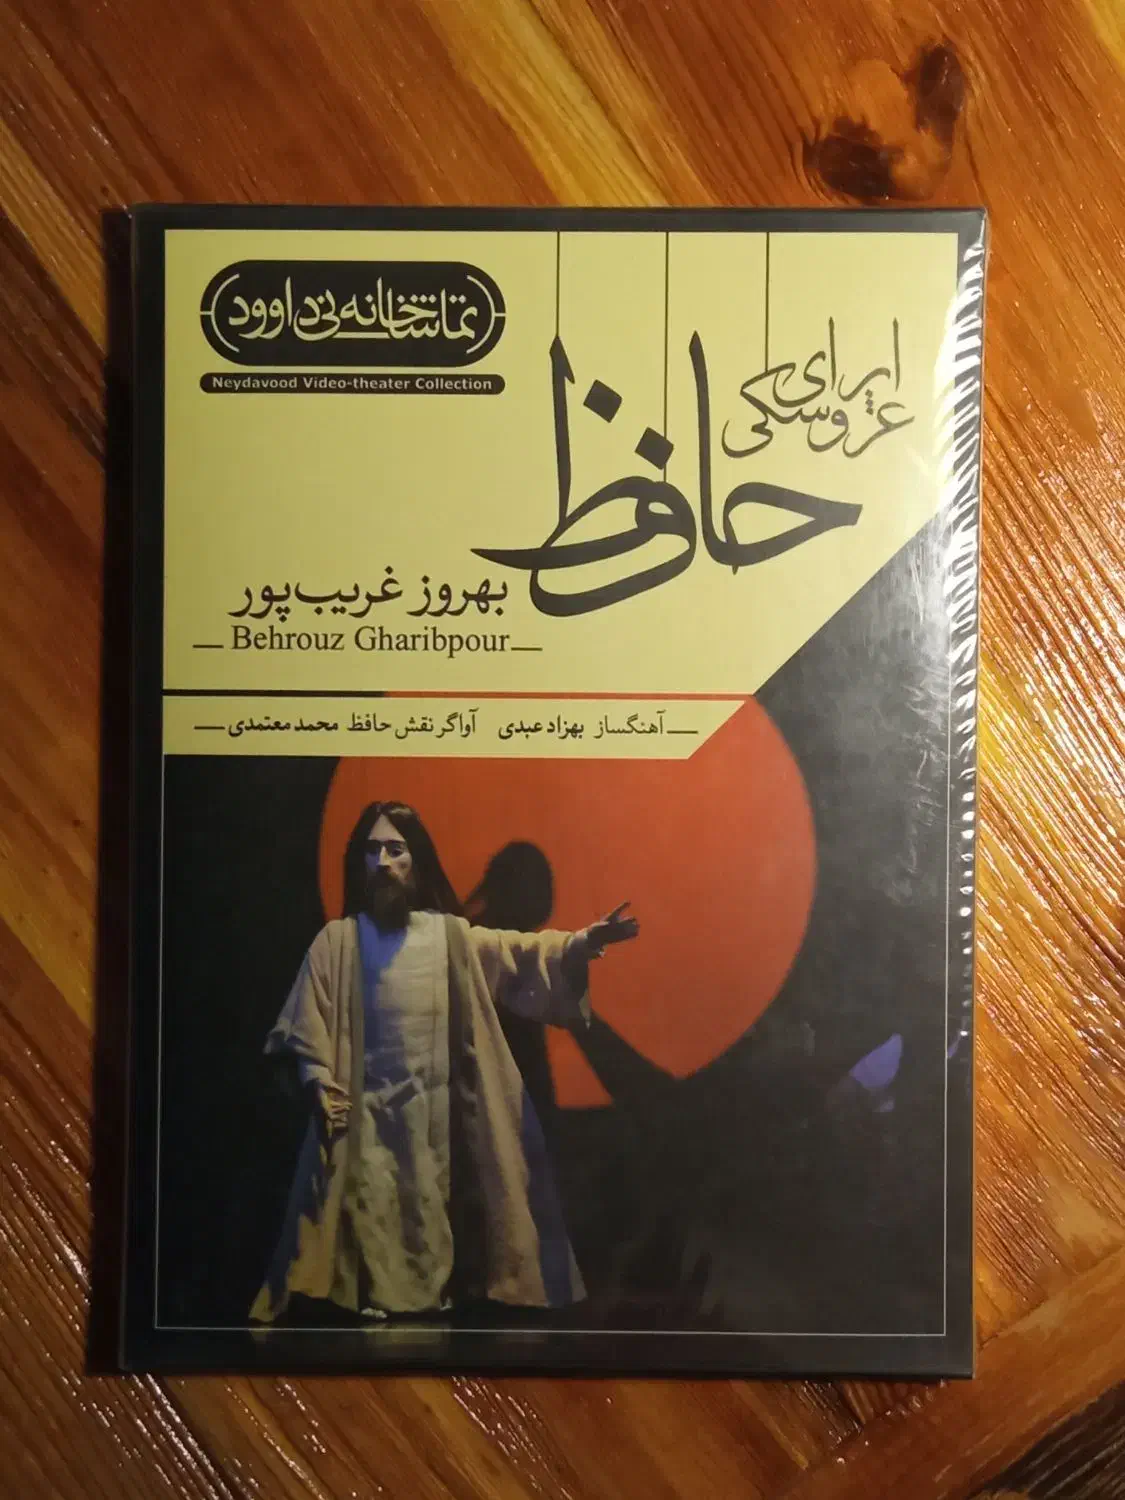 تماشاخانه نی‌داوود
Neydavood Video-theater Collection
اپرای
عروسکی
حافظ
بهروز غریب‌پور
Behrouz Gharibpour
آهنگساز بهزاد عبدی آواگر نقش حافظ محمد معتمدی